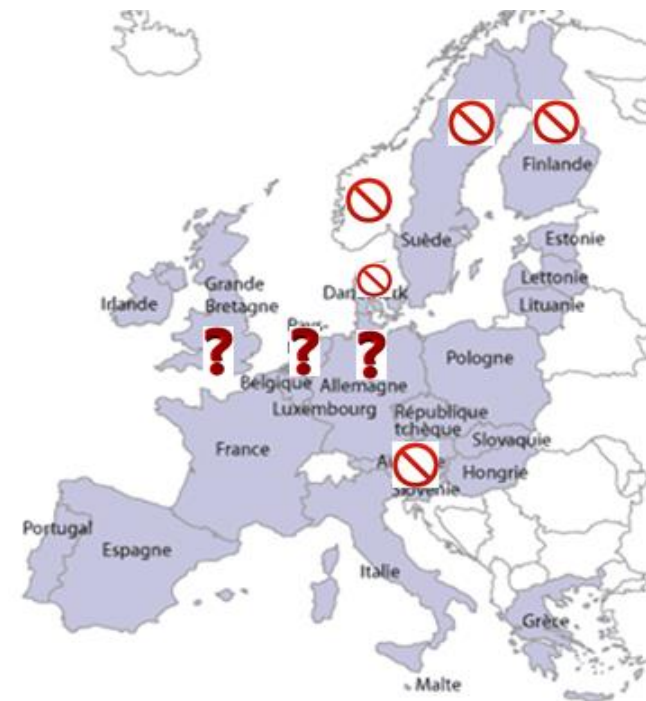 Finlande
Suède
Estonie
Lettonie
Lituanie
Irlande
Grande
Bretagne
Pologne
Belgique
Allemagne
Luxembourg
République
tchèque
Slovaquie
France
Hongrie
Slovénie
Portugal
Espagne
Italie
Grèce
Malte